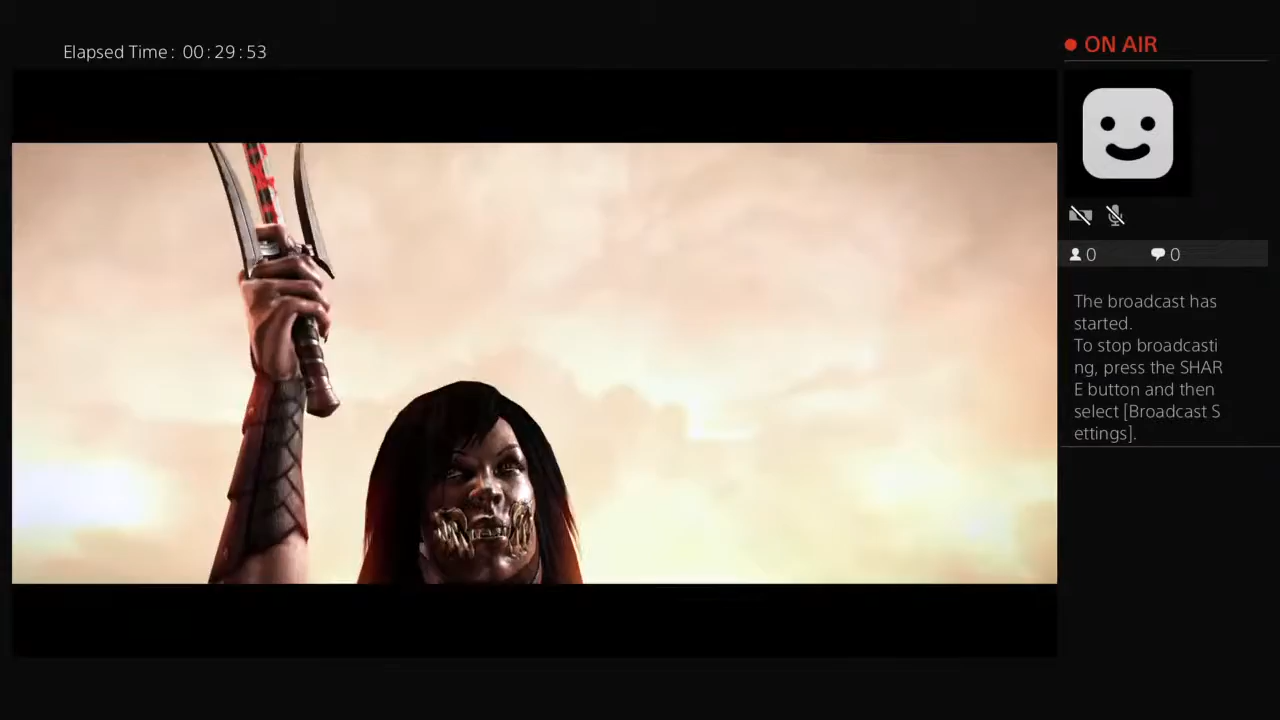 Elapsed Time: 00:29:53
ON AIR
0 0
The broadcast has
started.
To stop broadcasti
ng, press the SHAR
E button and then
select [Broadcast S
ettings].